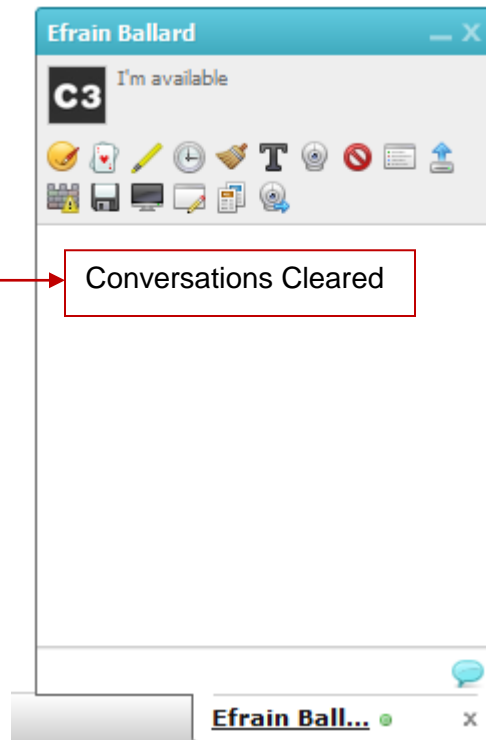 Efrain Ballard
C3
I'm available
T
Conversations Cleared
Efrain Ball...